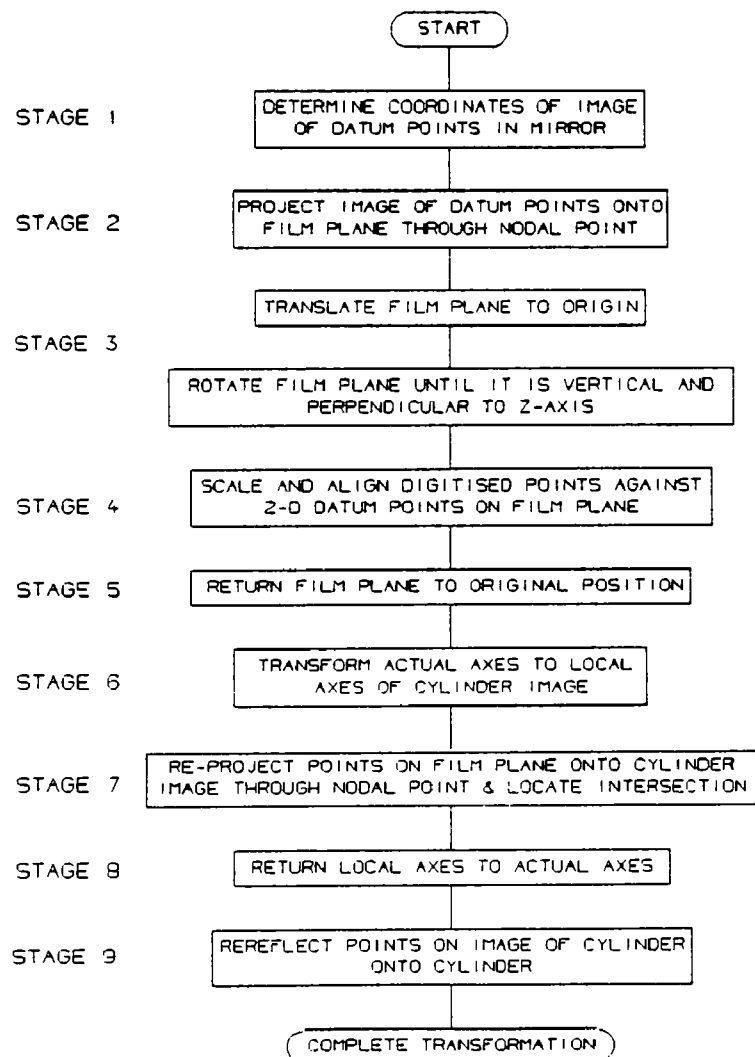 START
STAGE 1
DETERMINE COORDINATES OF IMAGE
OF DATUM POINTS IN MIRROR
STAGE 2
PROJECT IMAGE OF DATUM POINTS ONTO
FILM PLANE THROUGH NODAL POINT
TRANSLATE FILM PLANE TO ORIGIN
STAGE 3
ROTATE FILM PLANE UNTIL IT IS VERTICAL AND
PERPENDICULAR TO Z-AXIS
STAGE 4
SCALE AND ALIGN DIGITISED POINTS AGAINST
2-D DATUM POINTS ON FILM PLANE
STAGE 5
RETURN FILM PLANE TO ORIGINAL POSITION
STAGE 6
TRANSFORM ACTUAL AXES TO LOCAL
AXES OF CYLINDER IMAGE
STAGE 7
RE-PROJECT POINTS ON FILM PLANE ONTO CYLINDER
IMAGE THROUGH NODAL POINT & LOCATE INTERSECTION
STAGE 8
RETURN LOCAL AXES TO ACTUAL AXES
STAGE 9
REREFLECT POINTS ON IMAGE OF CYLINDER
ONTO CYLINDER
COMPLETE TRANSFORMATION